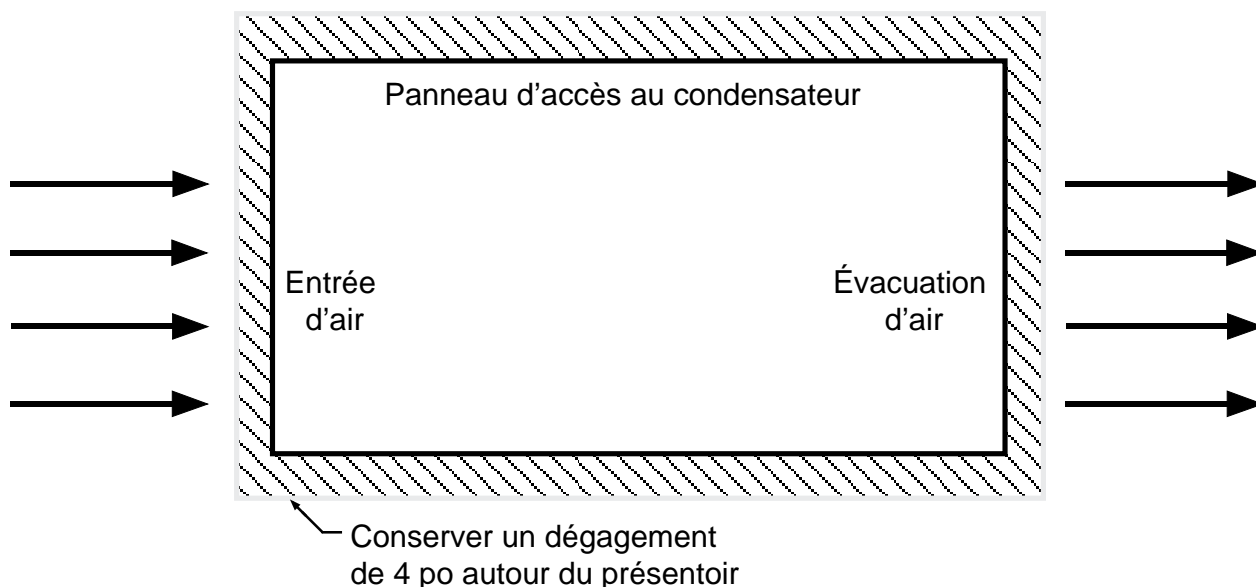 Panneau d'accès au condensateur
Entrée
d'air
Évacuation
d'air
Conserver un dégagement
de 4 po autour du présentoir